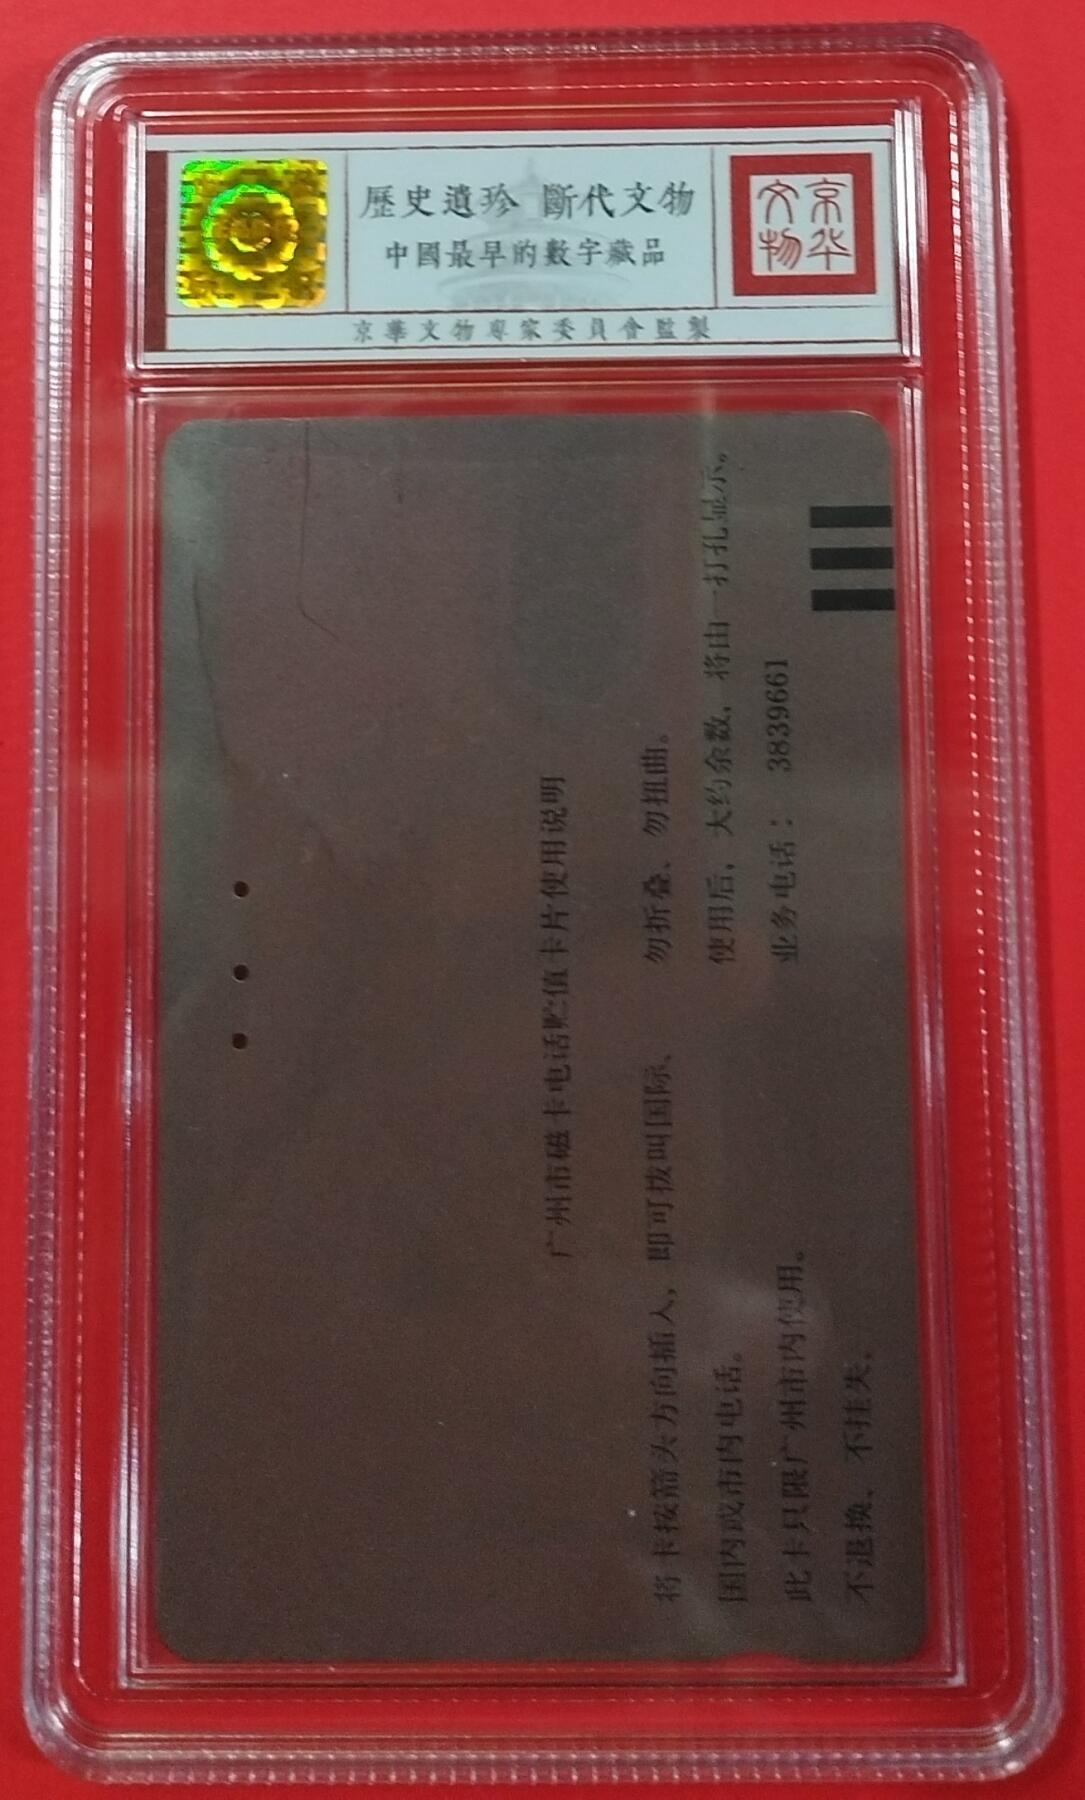 歷史遺珍 斷代文物
中國最早的數字藏品
京华文物
京華文物專家委員會監製
广州市磁卡电话贮值卡片使用说明
将卡按箭头方向插入，即可拨叫国际、
国内或市内电话。
此卡只限广州市内使用。
不退换、不挂失。
勿折叠、勿扭曲。
使用后，大约余数，将由一打孔显示。
业务电话： 3839661